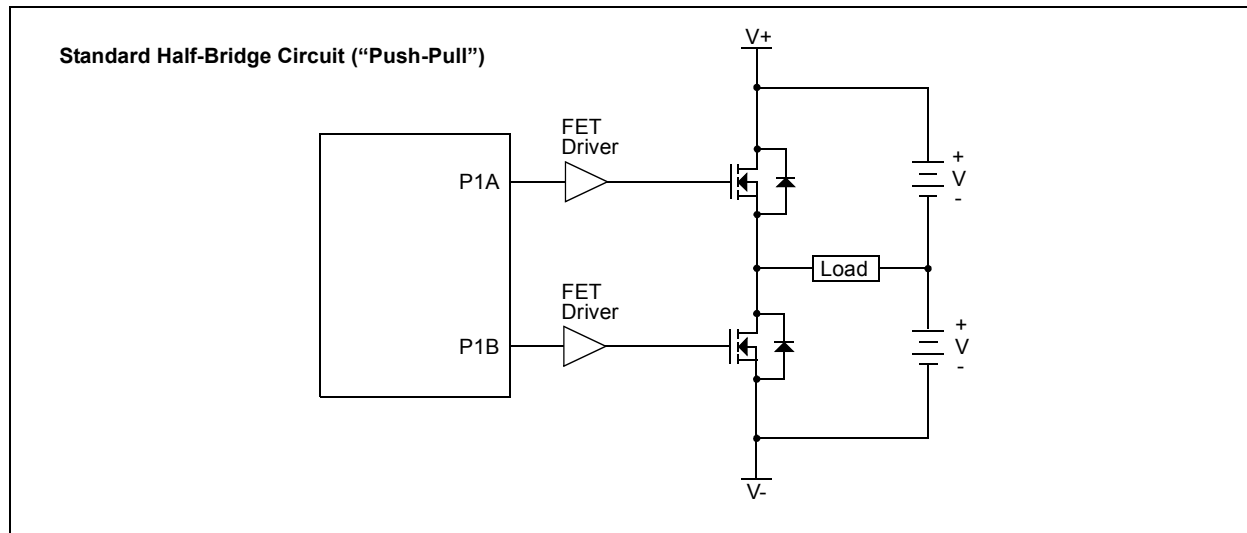 Standard Half-Bridge Circuit (“Push-Pull”)
V+
FET
Driver
P1A
+
V
-
Load
FET
Driver
P1B
+
V
-
V-